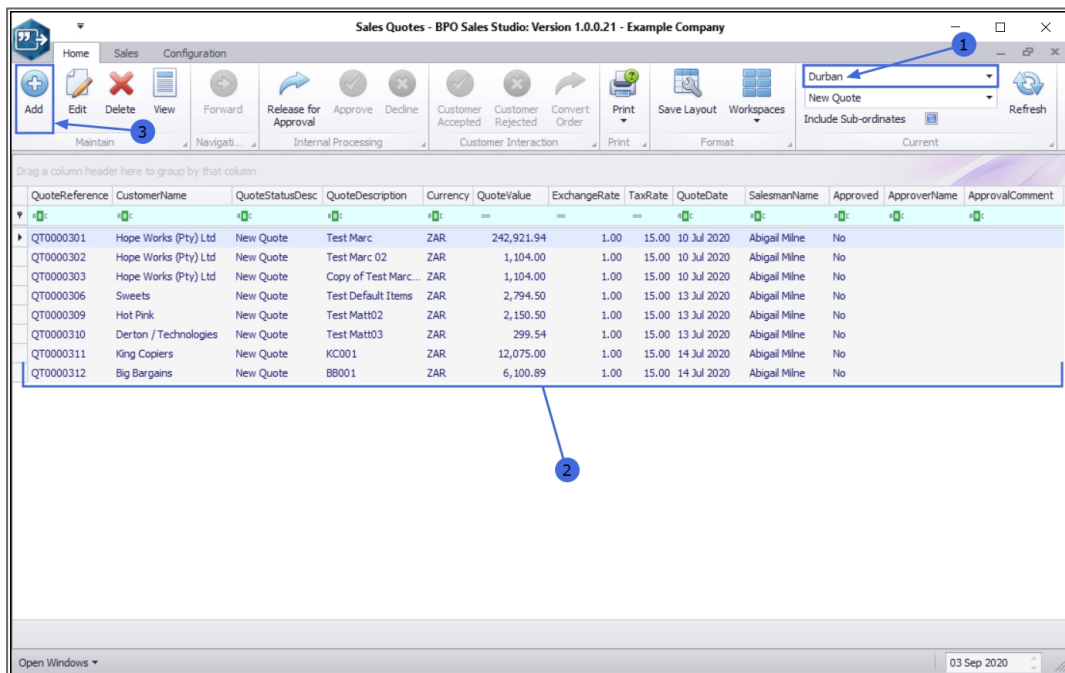 Sales Quotes - BPO Sales Studio: Version 1.0.0.21 - Example Company
Home Sales Configuration
1
Add Edit Delete View Forward Release for Approval Approve Decline Customer Accepted Customer Rejected Convert Order Print Save Layout Workspaces Durban Refresh
New Quote
Include Sub-ordinates
3
Maintain Navigati... Internal Processing Customer Interaction Print Format Current
Drag a column header here to group by that column
QuoteReference CustomerName QuoteStatusDesc QuoteDescription Currency QuoteValue ExchangeRate TaxRate QuoteDate SalesmanName Approved ApproverName ApprovalComment
QT0000301 Hope Works (Pty) Ltd New Quote Test Marc ZAR 242,921.94 1.00 15.00 10 Jul 2020 Abigail Milne No
QT0000302 Hope Works (Pty) Ltd New Quote Test Marc 02 ZAR 1,104.00 1.00 15.00 10 Jul 2020 Abigail Milne No
QT0000303 Hope Works (Pty) Ltd New Quote Copy of Test Marc... ZAR 1,104.00 1.00 15.00 10 Jul 2020 Abigail Milne No
QT0000306 Sweets New Quote Test Default Items ZAR 2,794.50 1.00 15.00 13 Jul 2020 Abigail Milne No
QT0000309 Hot Pink New Quote Test Matt02 ZAR 2,150.50 1.00 15.00 13 Jul 2020 Abigail Milne No
QT0000310 Derton / Technologies New Quote Test Matt03 ZAR 299.54 1.00 15.00 13 Jul 2020 Abigail Milne No
QT0000311 King Copiers New Quote KC001 ZAR 12,075.00 1.00 15.00 14 Jul 2020 Abigail Milne No
QT0000312 Big Bargains New Quote BB001 ZAR 6,100.89 1.00 15.00 14 Jul 2020 Abigail Milne No
2
Open Windows 03 Sep 2020